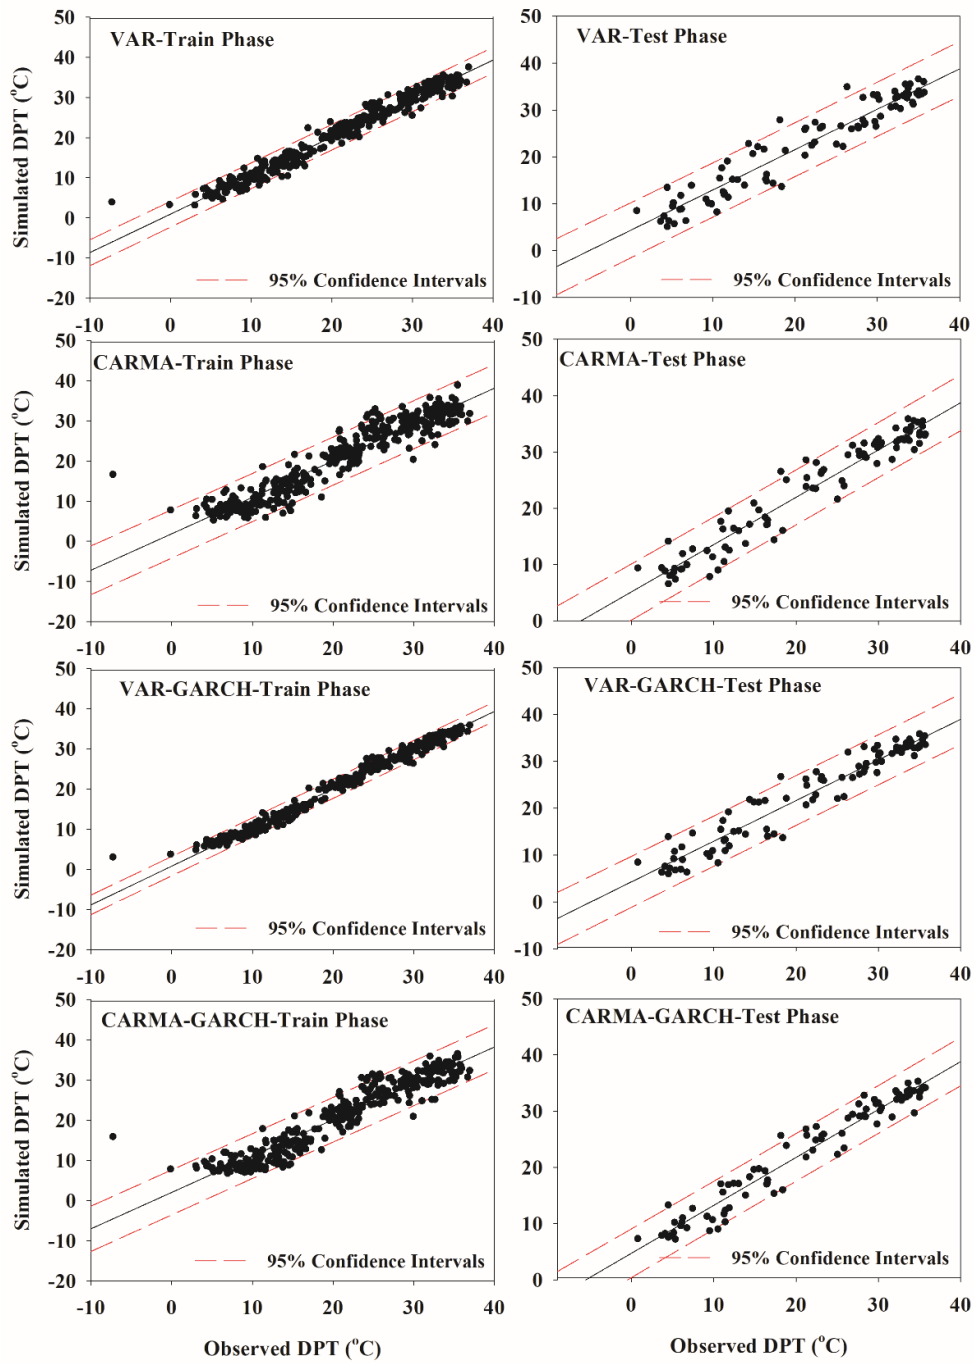 VAR-Train Phase
50
40
30
20
10
0
-10
-20
Simulated DPT (°C)
95% Confidence Intervals
-10 0 10 20 30 40
VAR-Test Phase
50
40
30
20
10
0
-10
95% Confidence Intervals
0 10 20 30 40
CARMA-Train Phase
50
40
30
20
10
0
-10
-20
Simulated DPT (°C)
95% Confidence Intervals
-10 0 10 20 30 40
CARMA-Test Phase
50
40
30
20
10
0
95% Confidence Intervals
0 10 20 30 40
VAR-GARCH-Train Phase
50
40
30
20
10
0
-10
-20
Simulated DPT (°C)
95% Confidence Intervals
-10 0 10 20 30 40
VAR-GARCH-Test Phase
50
40
30
20
10
0
-10
95% Confidence Intervals
0 10 20 30 40
CARMA-GARCH-Train Phase
50
40
30
20
10
0
-10
-20
Simulated DPT (°C)
95% Confidence Intervals
-10 0 10 20 30 40
Observed DPT (°C)
CARMA-GARCH-Test Phase
50
40
30
20
10
0
95% Confidence Intervals
0 10 20 30 40
Observed DPT (°C)